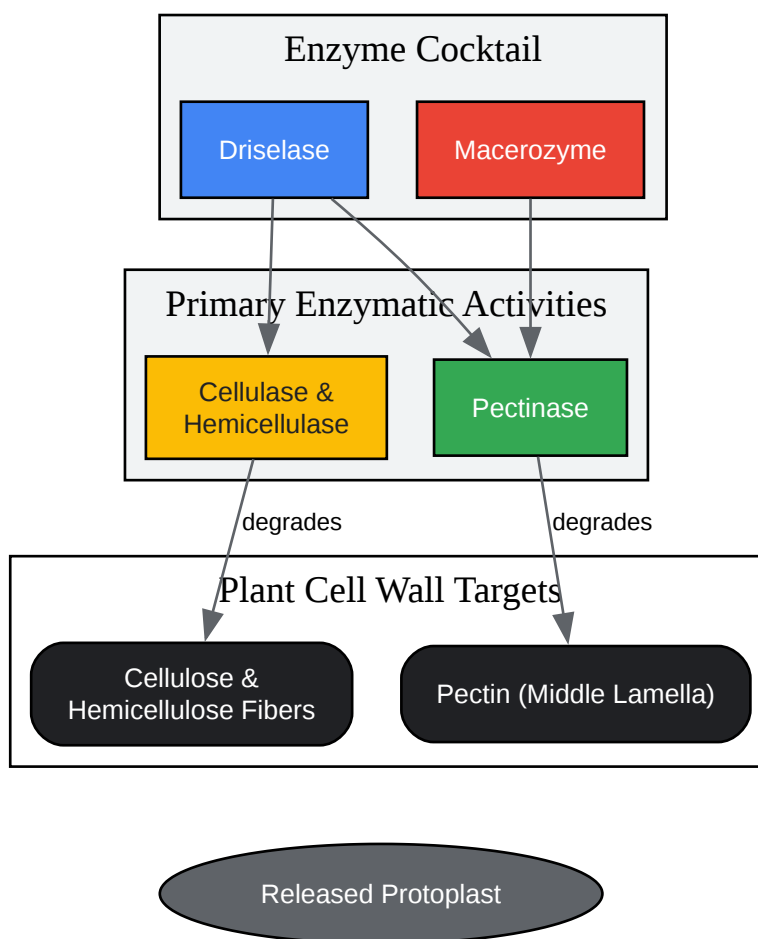 Enzyme Cocktail
Driselase
Macerozyme
Primary Enzymatic Activities
Cellulase &
Hemicellulase
Pectinase
degrades
degrades
Plant Cell Wall Targets
Cellulose &
Hemicellulose Fibers
Pectin (Middle Lamella)
Released Protoplast